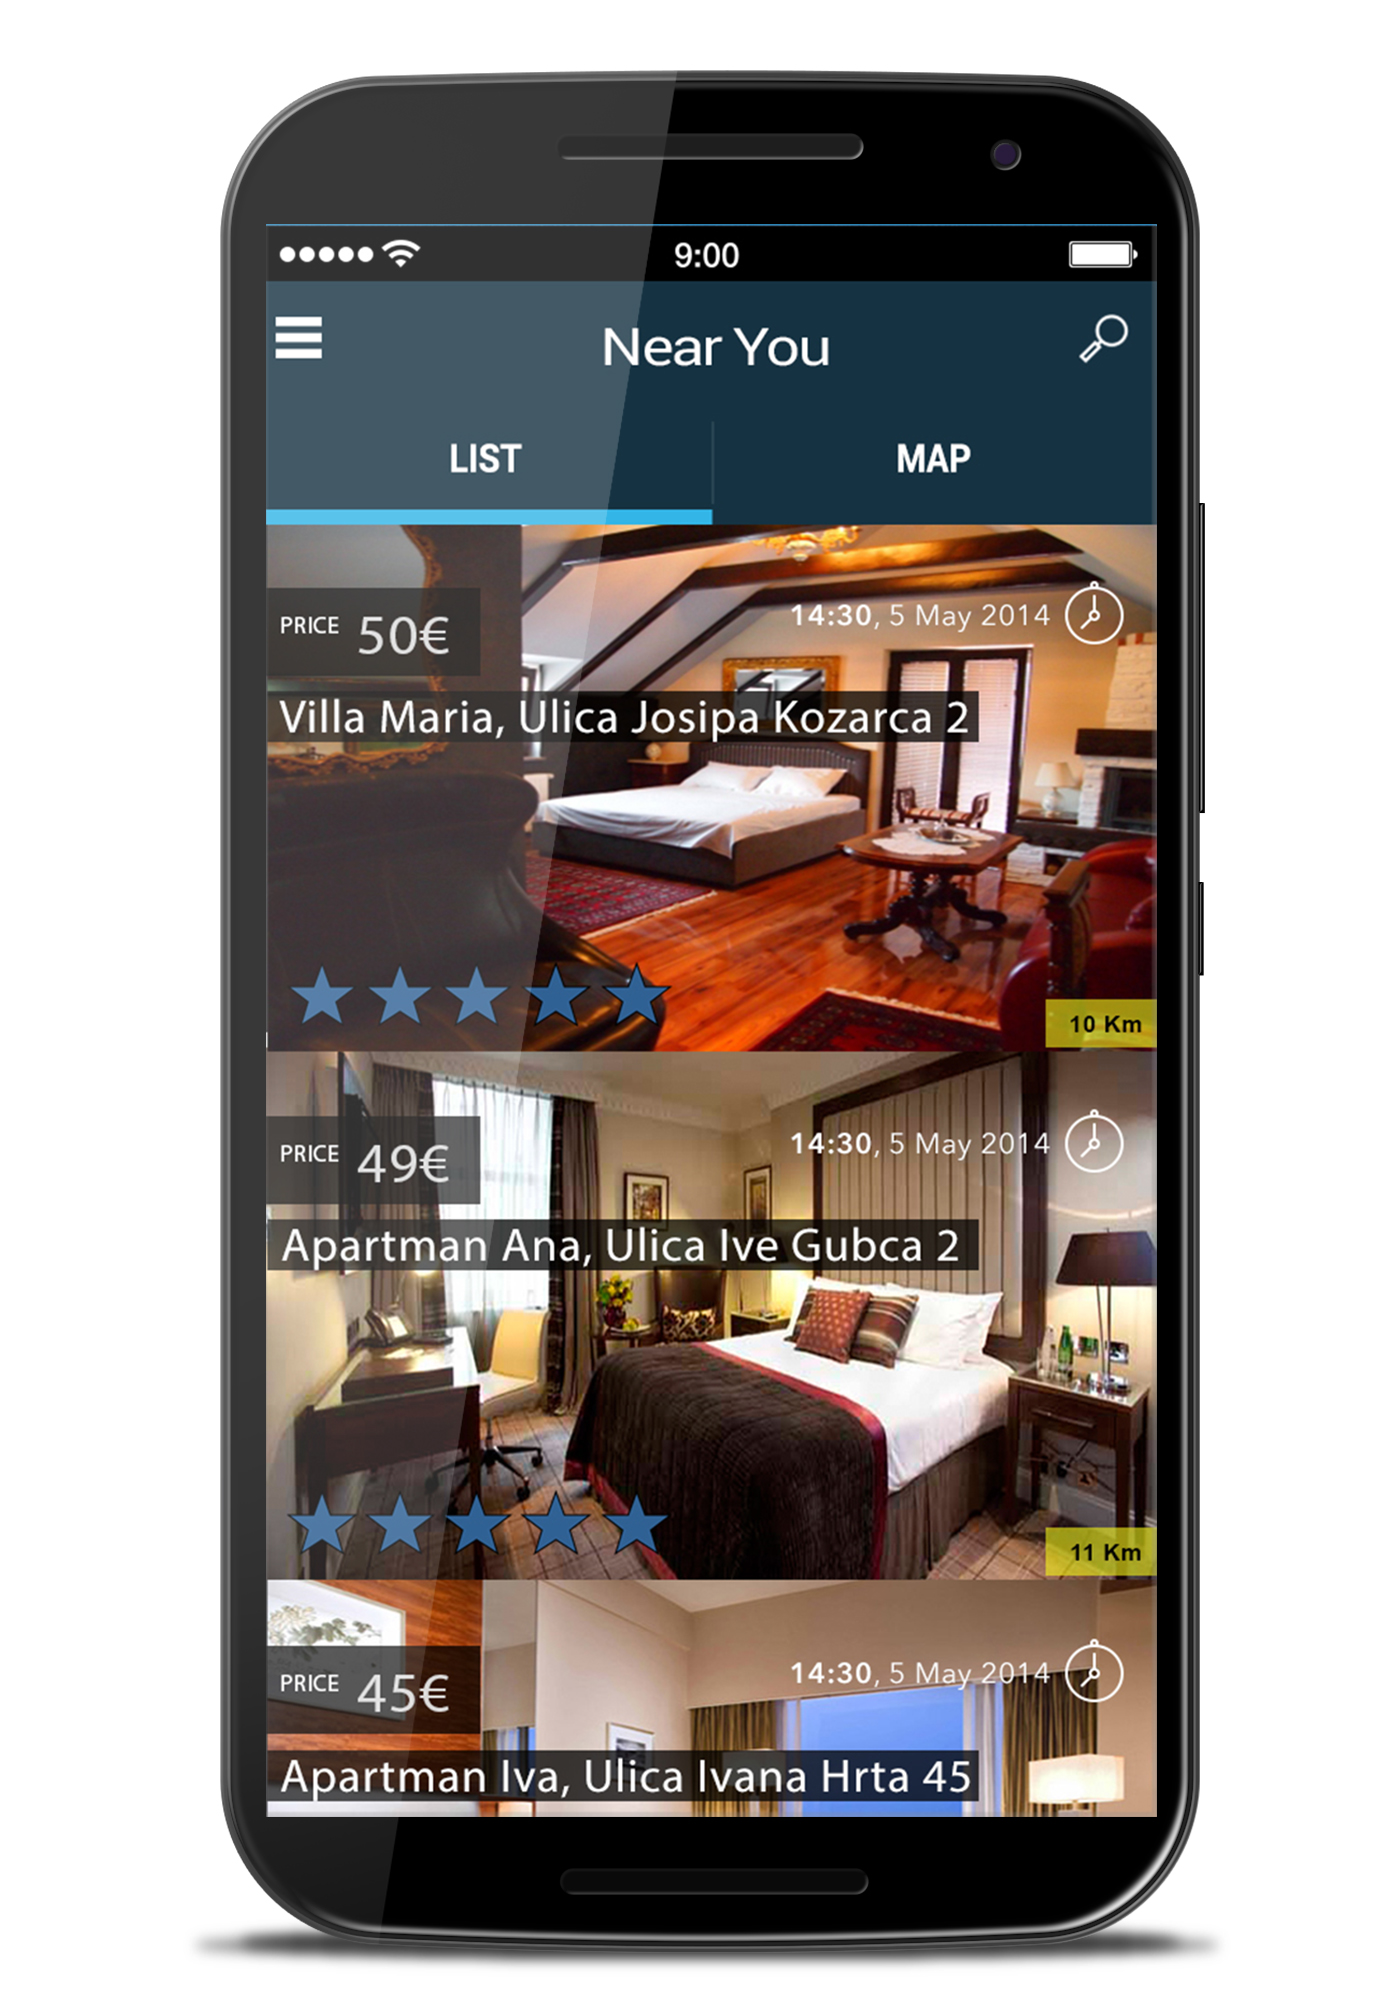 9:00
Near You
LIST
MAP
PRICE 50€
14:30, 5 May 2014
Villa Maria, Ulica Josipa Kozarca 2
10 Km
PRICE 49€
14:30, 5 May 2014
Apartman Ana, Ulica Ive Gubca 2
11 Km
PRICE 45€
14:30, 5 May 2014
Apartman Iva, Ulica Ivana Hrta 45